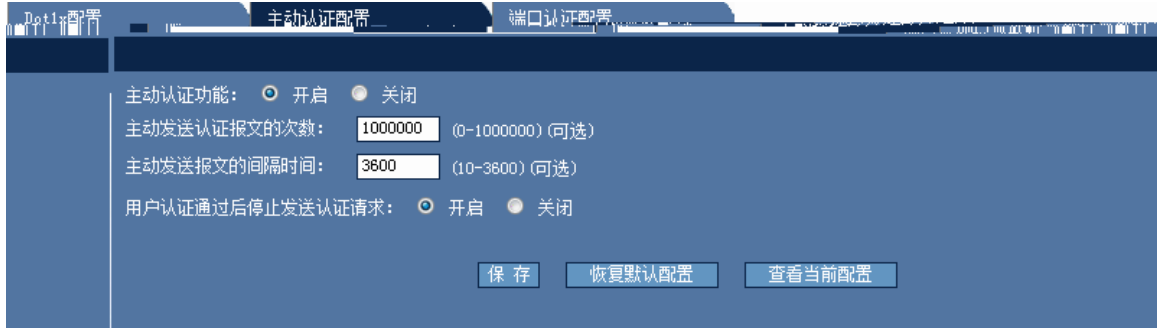 Dot1x配置 主动认证配置 端口认证配置
主动认证功能: 开启 关闭
主动发送认证报文的次数: 1000000 (0-1000000)(可选)
主动发送报文的间隔时间: 3600 (10-3600)(可选)
用户认证通过后停止发送认证请求: 开启 关闭
保 存 恢复默认配置 查看当前配置